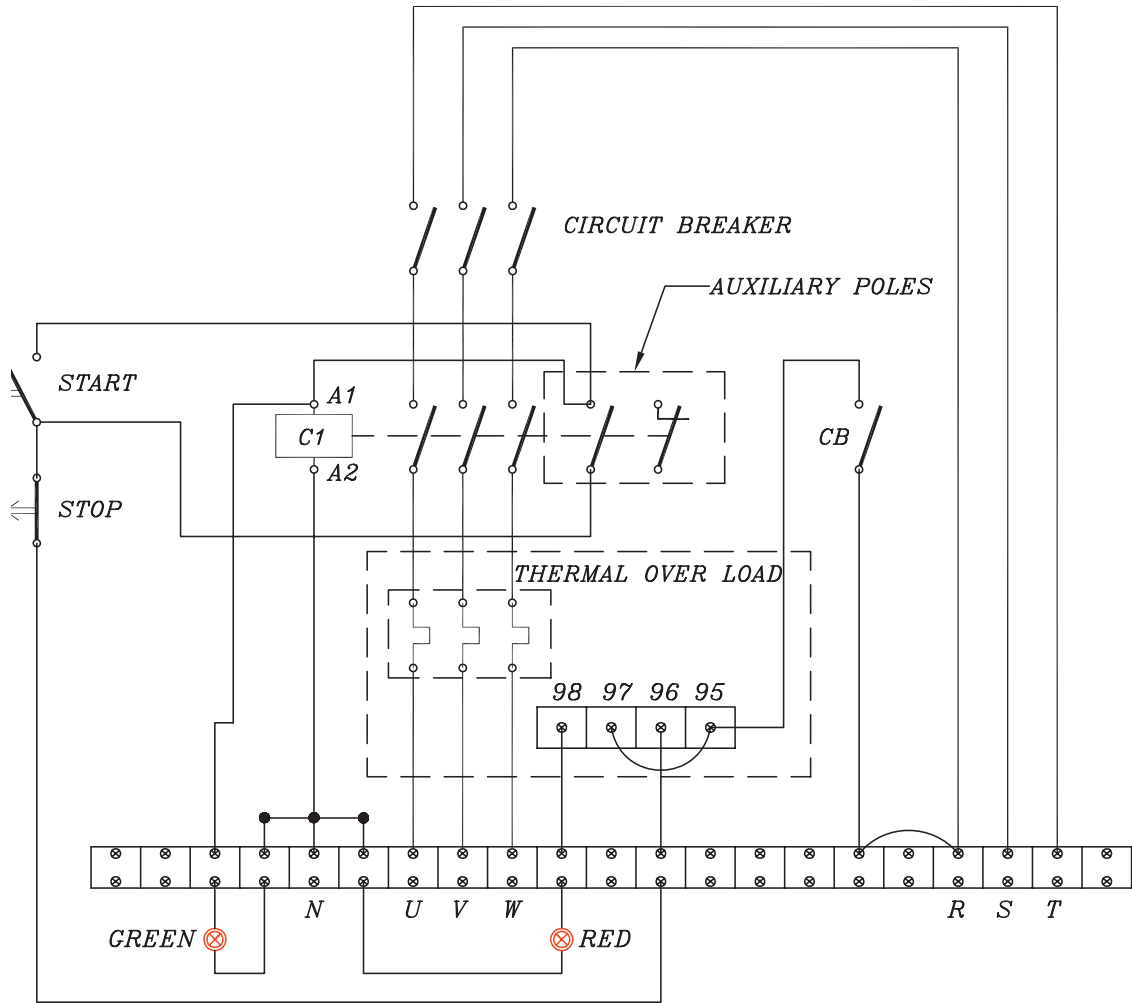 CIRCUIT BREAKER
AUXILIARY POLES
START
A1
C1
CB
A2
STOP
THERMAL OVER LOAD
98 97 96 95
N U V W R S T
GREEN RED